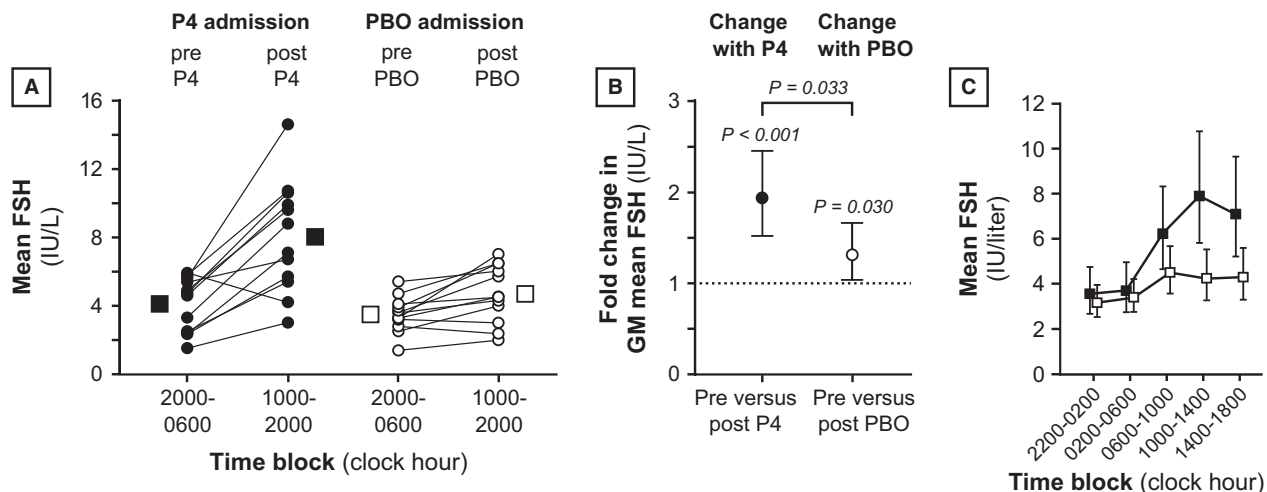 A
P4 admission
PBO admission
pre
P4
post
P4
pre
PBO
post
PBO
Mean FSH
(IU/L)
16
12
8
4
0
2000-
0600
1000-
2000
2000-
0600
1000-
2000
Time block (clock hour)
B
Change
with P4
Change
with PBO
P = 0.033
P < 0.001
P = 0.030
Fold change in
GM mean FSH (IU/L)
3
2
1
0
Pre versus
post P4
Pre versus
post PBO
C
Mean FSH
(IU/liter)
12
10
8
6
4
2
0
2200-0200
0200-0600
0600-1000
1000-1400
1400-1800
Time block (clock hour)